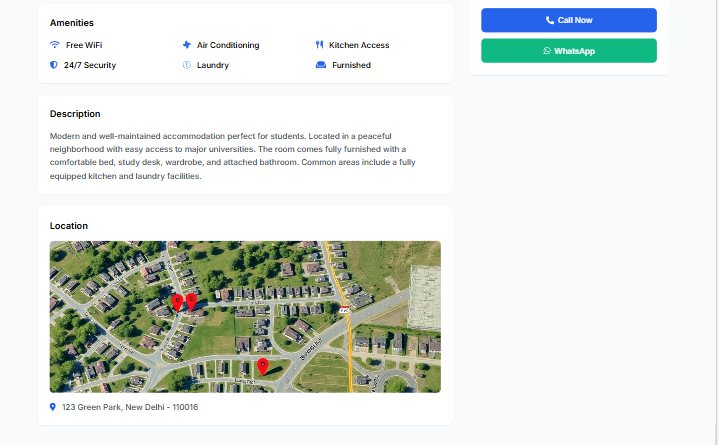 Amenities
Free WiFi
Air Conditioning
Kitchen Access
24/7 Security
Laundry
Furnished
Call Now
WhatsApp
Description
Modern and well-maintained accommodation perfect for students. Located in a peaceful
neighborhood with easy access to major universities. The room comes fully furnished with a
comfortable bed, study desk, wardrobe, and attached bathroom. Common areas include a fully
equipped kitchen and laundry facilities.
Location
123 Green Park, New Delhi - 110016